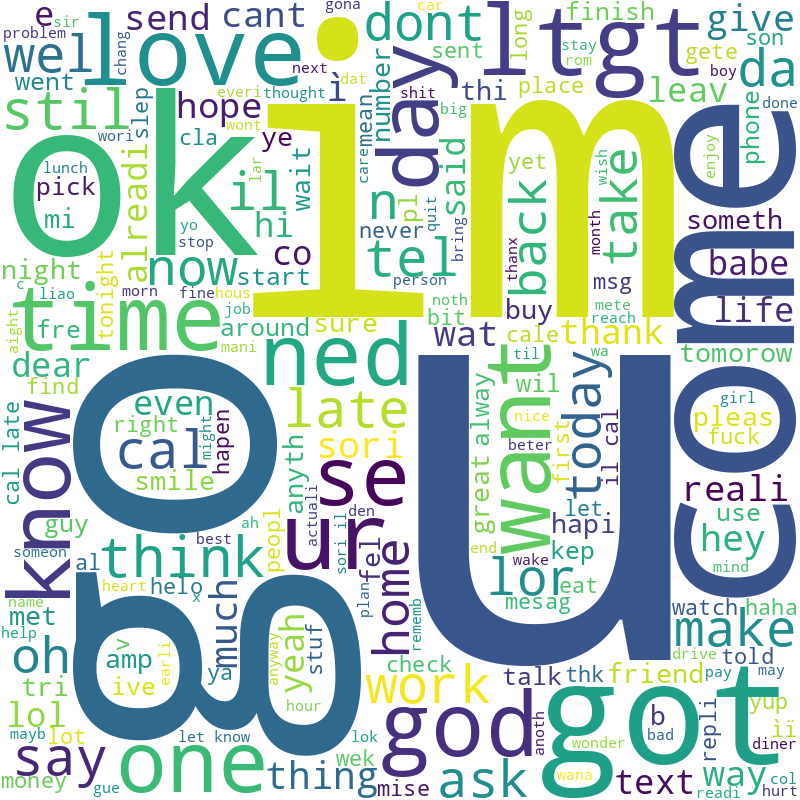 problem
e
sir
send
cant
gona
car
dont
finish
give
wel
love
i
went
chang
ltgt
sent
long
stay
rom
place
gete
son
boy
da
done
stil
slep
hope
next
everi
thought
dat
shit
big
ì
thi
leav
wori
ok
cla
ye
wont
im
day
number
mean
care
said
phone
enjoy
come
lunch
pick
mi
alreadi
yo
stop
il
hi
lar
wait
n
pl
never
quit
bring
yet
back
thanx
take
wish
month
someth
babe
night
c
liao
tonight
morn
now
fine
hous
co
start
tel
person
noth
msg
mete
reach
life
aight
time
fre
job
around
mani
sure
bit
buy
wat
cale
thank
tomorow
dear
find
know
cal late
even
right
cal
might
hapen
smile
ned
late
sori
anyth
great alway
want
til
wil
nice
beter
first
today
wa
il cal
let
hapi
girl
pleas
fuck
reali
go
guy
someon
think
best
ah
peopl
actuali
ur
se
den
sori il
fel
u
end
wake
kep
lor
eat
mesag
use
hey
mind
al
heart
helo
x
name
help
met
oh
v
amp
ive
earli
tri
lol
mayb
lot
ya
much
anyway
yeah
stuf
hour
plan
home
rememb
check
work
watch
haha
make
drive
told
pay
may
talk
thk
friend
yup
ìì
say
money
gue
one
let know
thing
lok
wek
god
mise
ask
anoth
got
wana
wonder
b
bad
repli
text
way
diner
col
readi
hurt